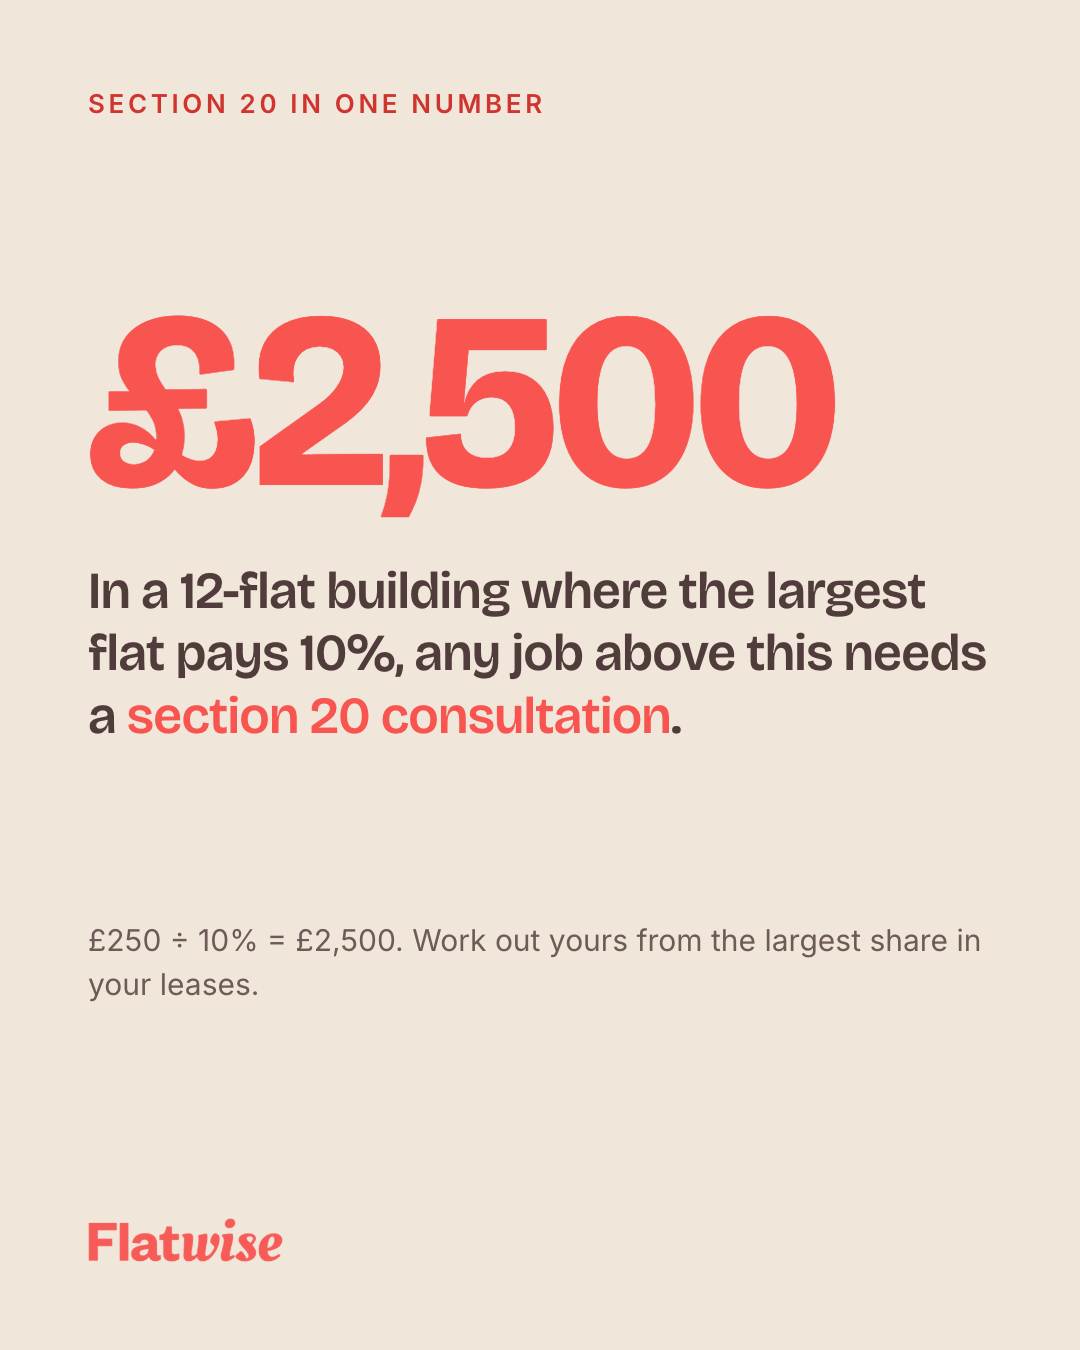 SECTION 20 IN ONE NUMBER
£2,500
In a 12-flat building where the largest
flat pays 10%, any job above this needs
a section 20 consultation.
£250 ÷ 10% = £2,500. Work out yours from the largest share in
your leases.
Flatwise